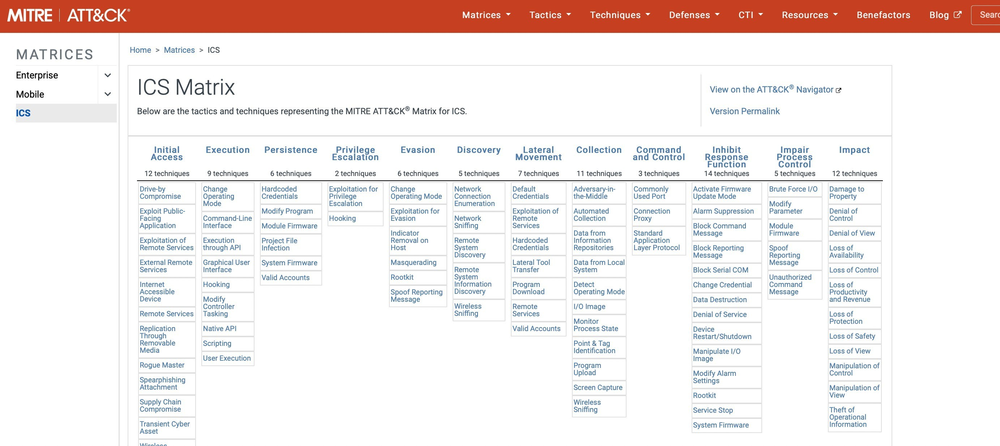 MITRE | ATT&CK®
Matrices
Tactics
Techniques
Defenses
CTI
Resources
Benefactors
Blog
MATRICES
Enterprise
Mobile
ICS
Home > Matrices > ICS
ICS Matrix
Below are the tactics and techniques representing the MITRE ATT&CK® Matrix for ICS.
View on the ATT&CK® Navigator
Version Permalink
Initial
Access
12 techniques
Drive-by
Compromise
Exploit Public-
Facing
Application
Exploitation of
Remote Services
External Remote
Services
Internet
Accessible
Device
Remote Services
Replication
Through
Removable
Media
Rogue Master
Spearphishing
Attachment
Supply Chain
Compromise
Transient Cyber
Asset
Wireless
Execution
9 techniques
Change
Operating
Mode
Command-Line
Interface
Execution
through API
Graphical User
Interface
Hooking
Modify
Controller
Tasking
Native API
Scripting
User Execution
Persistence
6 techniques
Hardcoded
Credentials
Modify Program
Module Firmware
Project File
Infection
System Firmware
Valid Accounts
Privilege
Escalation
2 techniques
Exploitation for
Privilege
Escalation
Hooking
Evasion
6 techniques
Change
Operating Mode
Exploitation for
Evasion
Indicator
Removal on
Host
Masquerading
Rootkit
Spoof Reporting
Message
Discovery
5 techniques
Network
Connection
Enumeration
Network
Sniffing
Remote
System
Discovery
Remote
System
Information
Discovery
Wireless
Sniffing
Lateral
Movement
7 techniques
Default
Credentials
Exploitation of
Remote
Services
Hardcoded
Credentials
Lateral Tool
Transfer
Program
Download
Remote
Services
Valid Accounts
Collection
11 techniques
Adversary-in-
the-Middle
Automated
Collection
Data from
Information
Repositories
Data from Local
System
Detect
Operating Mode
I/O Image
Monitor
Process State
Point & Tag
Identification
Program
Upload
Screen Capture
Wireless
Sniffing
Command
and Control
3 techniques
Commonly
Used Port
Connection
Proxy
Standard
Application
Layer Protocol
Inhibit
Response
Function
14 techniques
Activate Firmware
Update Mode
Alarm Suppression
Block Command
Message
Block Reporting
Message
Block Serial COM
Change Credential
Data Destruction
Denial of Service
Device
Restart/Shutdown
Manipulate I/O
Image
Modify Alarm
Settings
Rootkit
Service Stop
System Firmware
Impair
Process
Control
5 techniques
Brute Force I/O
Modify
Parameter
Module
Firmware
Spoof
Reporting
Message
Unauthorized
Command
Message
Impact
12 techniques
Damage to
Property
Denial of
Control
Denial of View
Loss of
Availability
Loss of Control
Loss of
Productivity
and Revenue
Loss of
Protection
Loss of Safety
Loss of View
Manipulation of
Control
Manipulation of
View
Theft of
Operational
Information